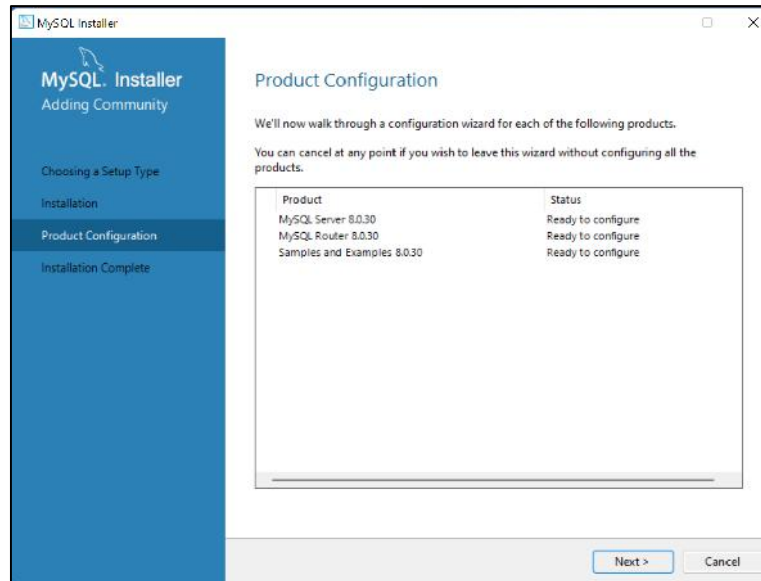 MySQL Installer
MySQL. Installer
Adding Community
Choosing a Setup Type
Installation
Product Configuration
Installation Complete
Product Configuration
We'll now walk through a configuration wizard for each of the following products.
You can cancel at any point if you wish to leave this wizard without configuring all the
products.
Product Status
MySQL Server 8.0.30 Ready to configure
MySQL Router 8.0.30 Ready to configure
Samples and Examples 8.0.30 Ready to configure
Next > Cancel